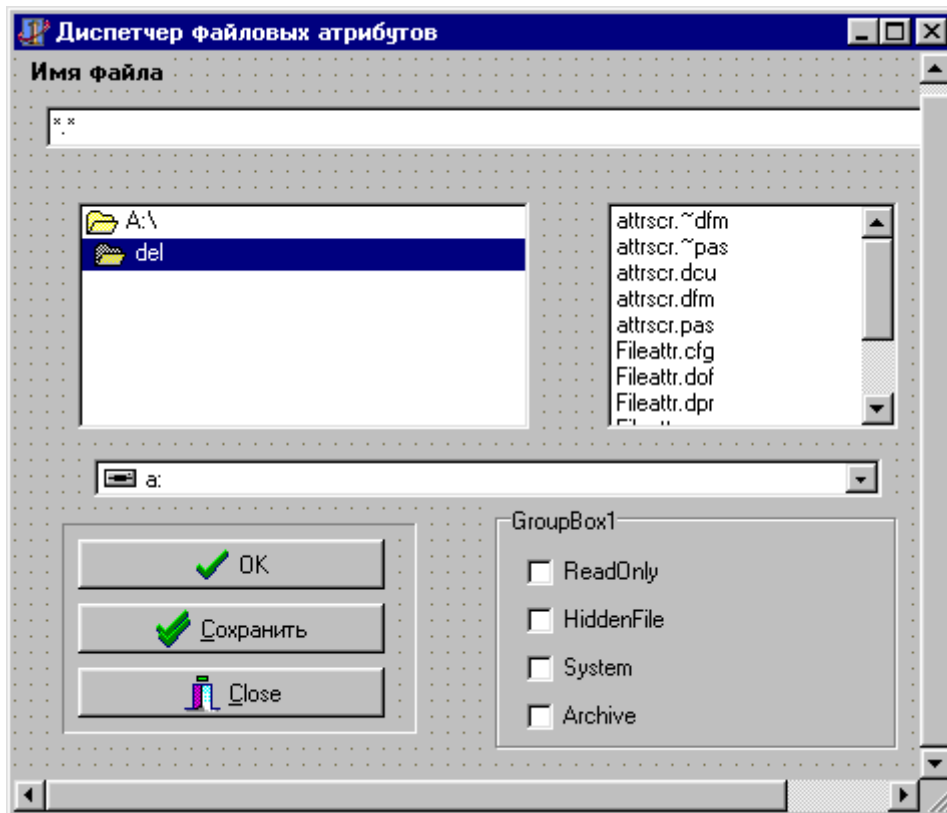 Диспетчер файловых атрибутов
Имя файла
*.*
A:\
del
attrscr.~dfm
attrscr.~pas
attrscr.dcu
attrscr.dfm
attrscr.pas
Fileattr.cfg
Fileattr.dof
Fileattr.dpr
a:
OK
Сохранить
Close
GroupBox1
ReadOnly
HiddenFile
System
Archive